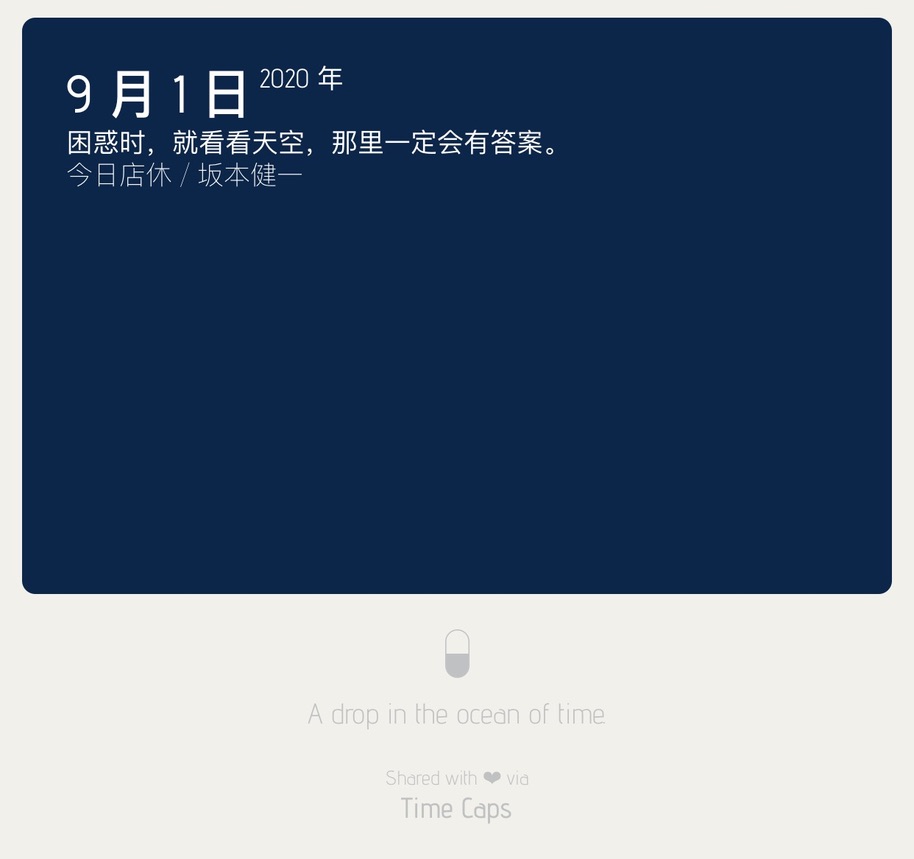 9 月 1 日 2020 年
困惑时，就看看天空，那里一定会有答案。
今日店休 / 坂本健一
A drop in the ocean of time
Shared with ❤ via
Time Caps